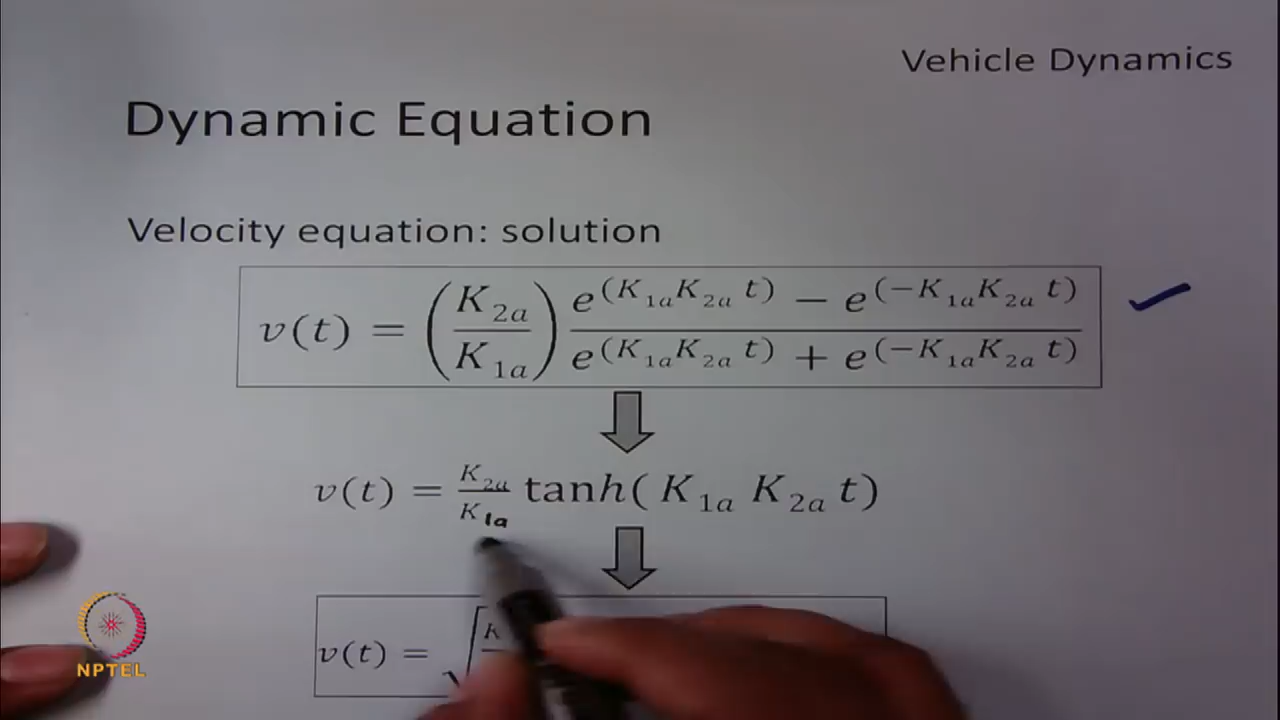 Vehicle Dynamics
Dynamic Equation
Velocity equation: solution
v(t) = (K₂ₐ/K₁ₐ) (e^(K₁ₐK₂ₐ t) − e^(−K₁ₐK₂ₐ t))/(e^(K₁ₐK₂ₐ t) + e^(−K₁ₐK₂ₐ t))
v(t) = K₂ₐ/K₁ₐ tanh( K₁ₐ K₂ₐ t)
v(t) = √K
NPTEL